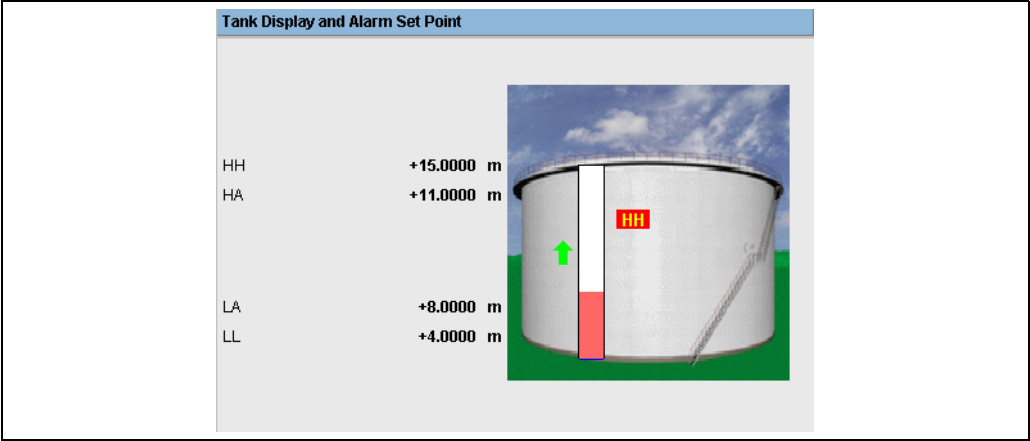 Tank Display and Alarm Set Point
HH +15.0000 m
HA +11.0000 m
HH
LA +8.0000 m
LL +4.0000 m